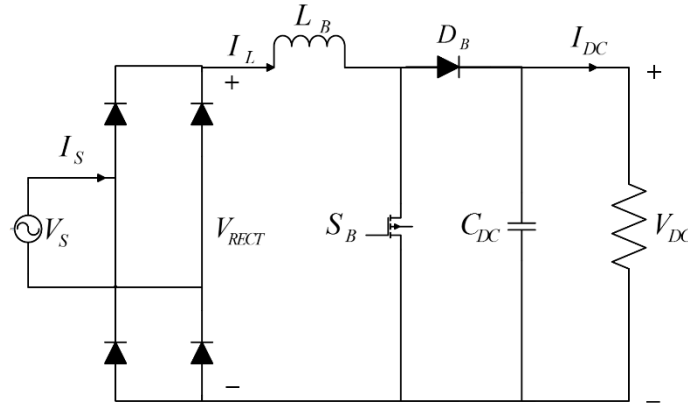 L_B
D_B
I_L
I_DC
+
+
I_S
V_S
V_RECT
S_B
C_DC
V_DC
−
−